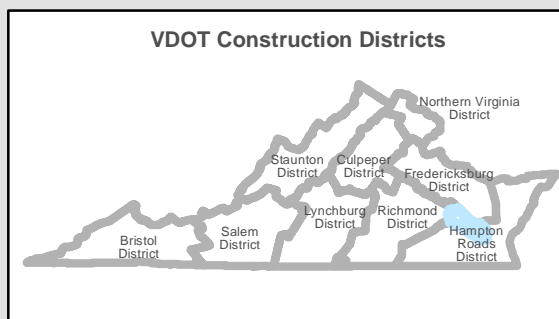 VDOT Construction Districts
Northern Virginia
District
Staunton
District
Culpeper
District
Fredericksburg
District
Lynchburg
District
Richmond
District
Hampton
Roads
District
Salem
District
Bristol
District